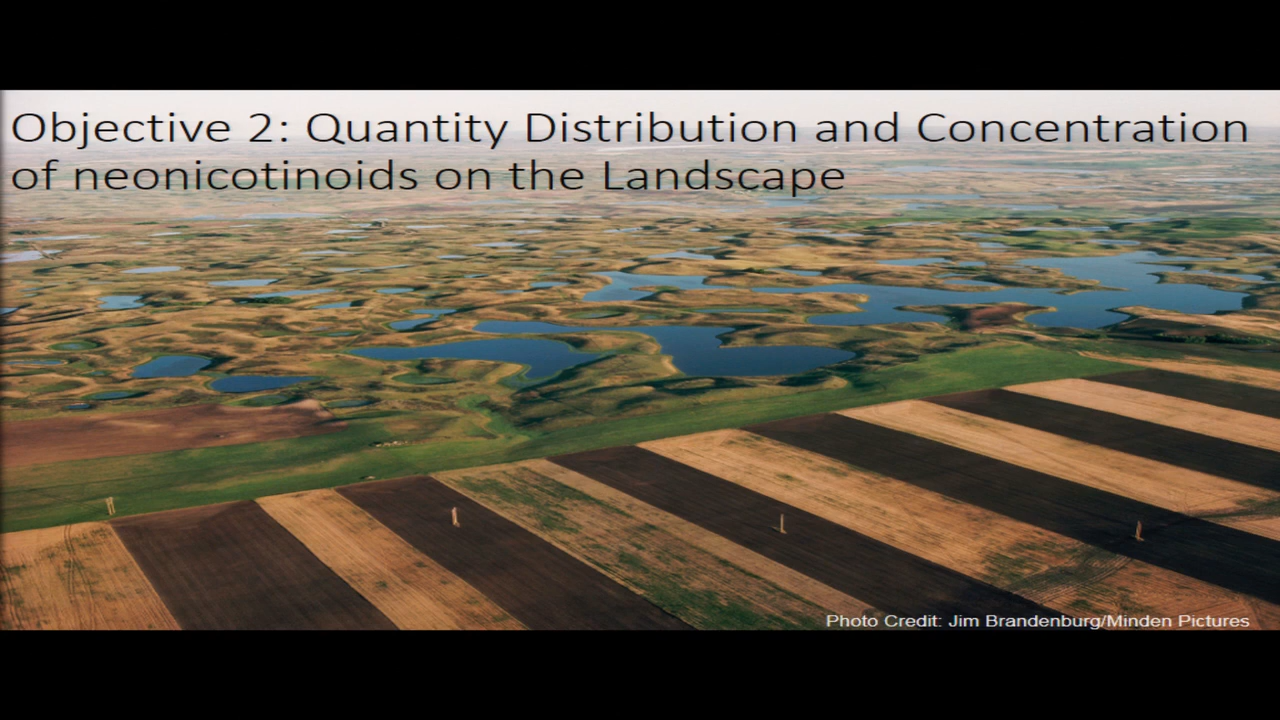 Objective 2: Quantity Distribution and Concentration
of neonicotinoids on the Landscape
Photo Credit: Jim Brandenburg/Minden Pictures